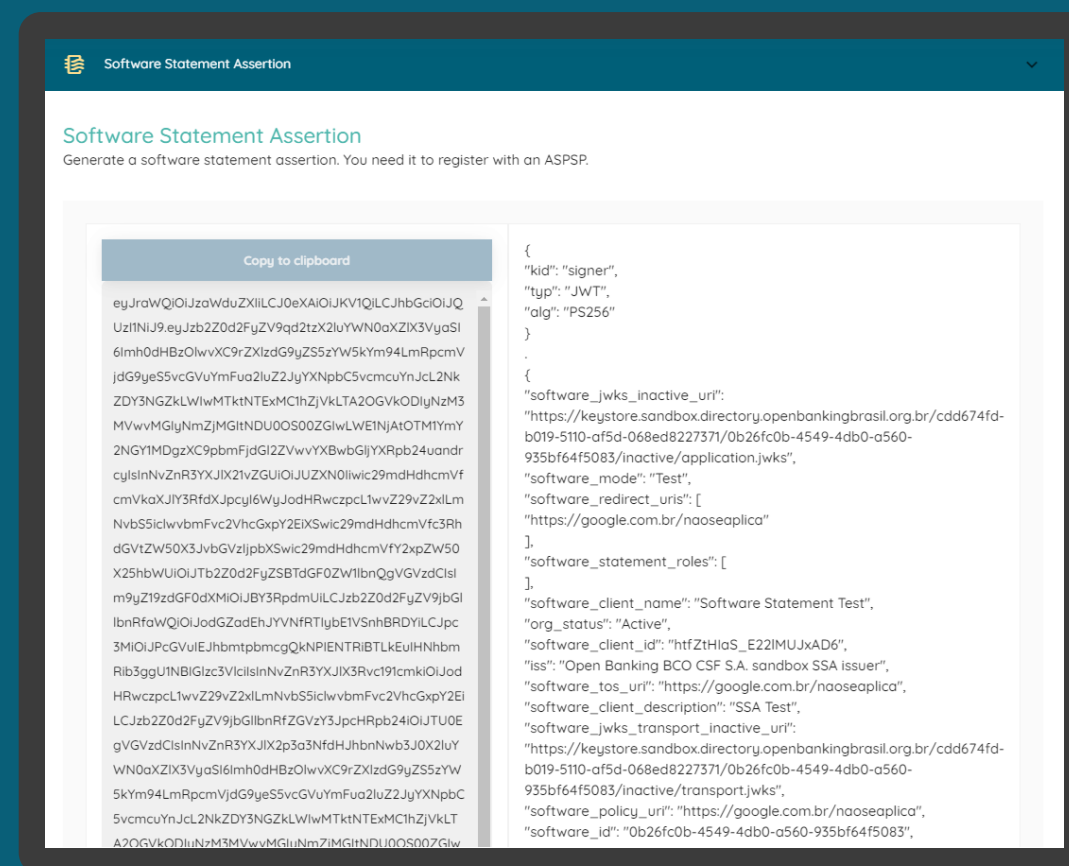 Software Statement Assertion
Software Statement Assertion
Generate a software statement assertion. You need it to register with an ASPSP.
Copy to clipboard
eyJraWQiOiJzaWduZXIiLCJ0eXAiOiJKV1QiLCJhbGciOiJQ
UzI1NiJ9.eyJzb2Z0d2FyZV9qd2tzX2luYWN0aXZlX3VyaSI
6Imh0dHBzOlwvXC9rZXlzdG9yZS5zYW5kYm94LmRpcmV
jdG9yeS5vcGVuYmFua2luZ2JyYXNpbC5vcmcuYnJcL2Nk
ZDY3NGZkLWIwMTktNTExMC1hZjVkLTA2OGVkODIyNzM3
MVwvMGIyNmZjMGItNDU0OS00ZGIwLWE1NjAtOTM1YmY
2NGY1MDgzXC9pbmFjdGl2ZVwvYXBwbGljYXRpb24uandr
cyIsInNvZnR3YXJlX21vZGUiOiJUZXN0Iiwic29mdHdhcmVf
cmVkaXJlY3RfdXJpcyI6WyJodHRwczpcL1wvZ29vZ2xlLm
NvbS5iclwvbmFvc2VhcGxpY2EiXSwic29mdHdhcmVfc3Rh
dGVtZW50X3JvbGVzIjpbXSwic29mdHdhcmVfY2xpZW50
X25hbWUiOiJTb2Z0d2FyZSBTdGF0ZW1lbnQgVGVzdCIsI
m9yZ19zdGF0dXMiOiJBY3RpdmUiLCJzb2Z0d2FyZV9jbGl
lbnRfaWQiOiJodGZadEhJYVNfRTIybE1VSnhBRDYiLCJpc
3MiOiJPcGVuIEJhbmtpbmcgQkNPIENTRiBTLkEuIHNhbm
Rib3ggU1NBIGlzc3VlciIsInNvZnR3YXJlX3Rvc191cmkiOiJod
HRwczpcL1wvZ29vZ2xlLmNvbS5iclwvbmFvc2VhcGxpY2Ei
LCJzb2Z0d2FyZV9jbGllbnRfZGVzY3JpcHRpb24iOiJTU0E
gVGVzdCIsInNvZnR3YXJlX2p3a3NfdHJhbnNwb3J0X2luY
WN0aXZlX3VyaSI6Imh0dHBzOlwvXC9rZXlzdG9yZS5zYW
5kYm94LmRpcmVjdG9yeS5vcGVuYmFua2luZ2JyYXNpbC
5vcmcuYnJcL2NkZDY3NGZkLWIwMTktNTExMC1hZjVkLT
A2OGVkODIyNzM3MVwvMGIyNmZjMGItNDU0OS00ZGIw
{
"kid": "signer",
"typ": "JWT",
"alg": "PS256"
}
.
{
"software_jwks_inactive_uri":
"https://keystore.sandbox.directory.openbankingbrasil.org.br/cdd674fd-
b019-5110-af5d-068ed8227371/0b26fc0b-4549-4db0-a560-
935bf64f5083/inactive/application.jwks",
"software_mode": "Test",
"software_redirect_uris": [
"https://google.com.br/naoseaplica"
],
"software_statement_roles": [
],
"software_client_name": "Software Statement Test",
"org_status": "Active",
"software_client_id": "htfZtHIaS_E22lMUJxAD6",
"iss": "Open Banking BCO CSF S.A. sandbox SSA issuer",
"software_tos_uri": "https://google.com.br/naoseaplica",
"software_client_description": "SSA Test",
"software_jwks_transport_inactive_uri":
"https://keystore.sandbox.directory.openbankingbrasil.org.br/cdd674fd-
b019-5110-af5d-068ed8227371/0b26fc0b-4549-4db0-a560-
935bf64f5083/inactive/transport.jwks",
"software_policy_uri": "https://google.com.br/naoseaplica",
"software_id": "0b26fc0b-4549-4db0-a560-935bf64f5083",